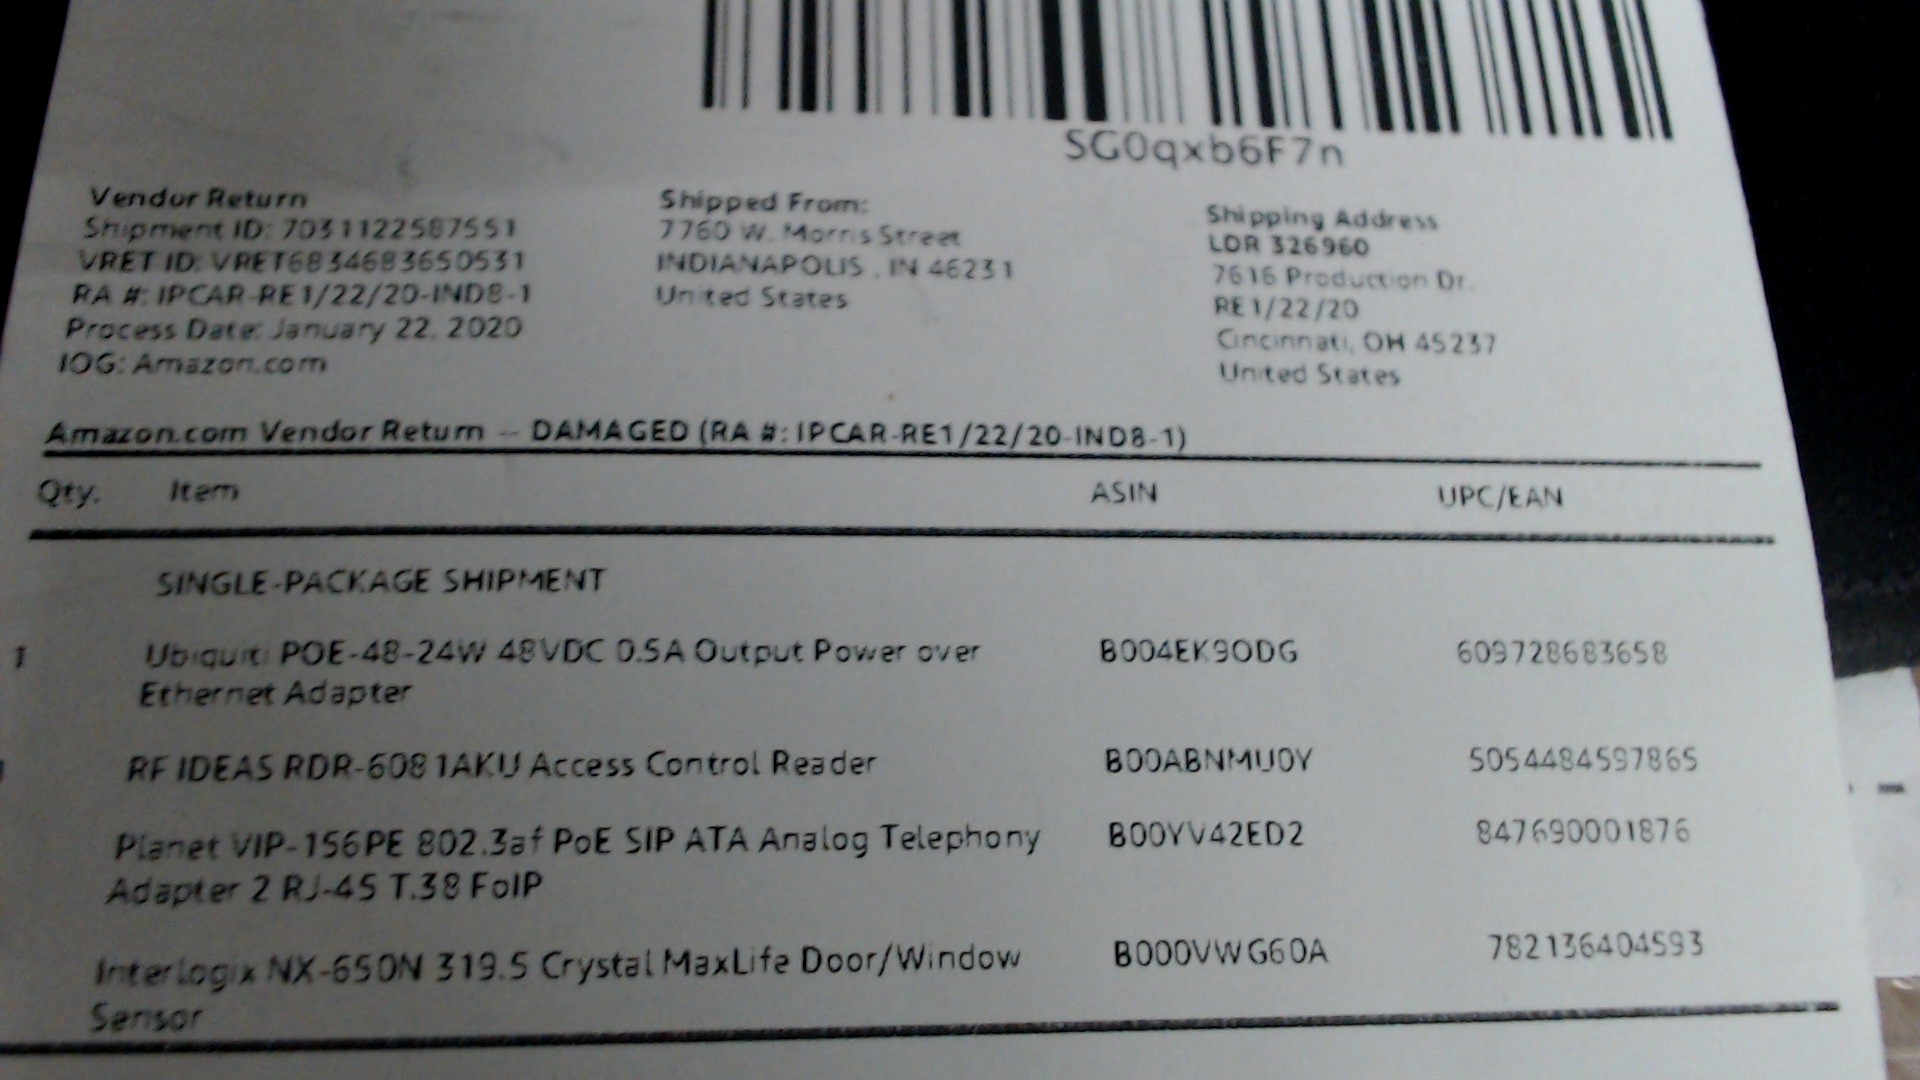 SG0qxb6F7n
Vendor Return
Shipment ID: 7031122587551
VRET ID: VRET6834683650531
RA #: IPCAR-RE1/22/20-IND8-1
Process Date: January 22, 2020
IOG: Amazon.com
Shipped From:
7760 W. Morris Street
INDIANAPOLIS , IN 46231
United States
Shipping Address
LDR 326960
7616 Production Dr.
RE1/22/20
Cincinnati, OH 45237
United States
Amazon.com Vendor Return -- DAMAGED (RA #: IPCAR-RE1/22/20-IND8-1)
Qty. Item ASIN UPC/EAN
SINGLE-PACKAGE SHIPMENT
1 Ubiquiti POE-48-24W 48VDC 0.5A Output Power over B004EK9ODG 609728683658
Ethernet Adapter
RF IDEAS RDR-6081AKU Access Control Reader B00ABNMU0Y 5054484597865
Planet VIP-156PE 802.3af PoE SIP ATA Analog Telephony B00YV42ED2 847690001876
Adapter 2 RJ-45 T.38 FoIP
Interlogix NX-650N 319.5 Crystal MaxLife Door/Window B000VWG60A 782136404593
Sensor